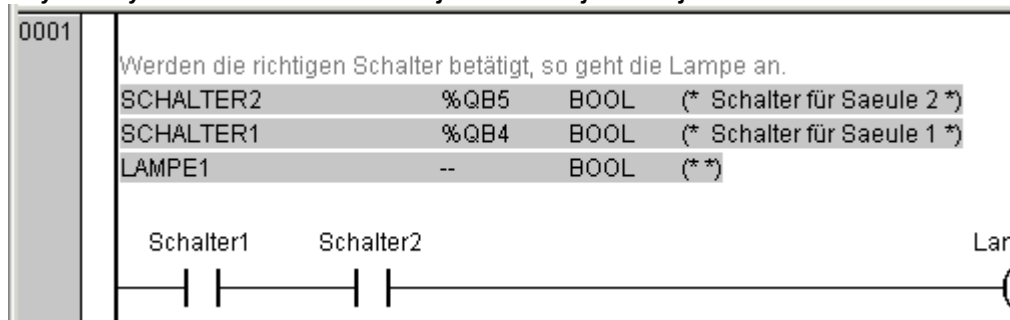 0001
Werden die richtigen Schalter betätigt, so geht die Lampe an.
SCHALTER2 %QB5 BOOL (* Schalter für Saeule 2 *)
SCHALTER1 %QB4 BOOL (* Schalter für Saeule 1 *)
LAMPE1 -- BOOL (* *)
Schalter1 Schalter2